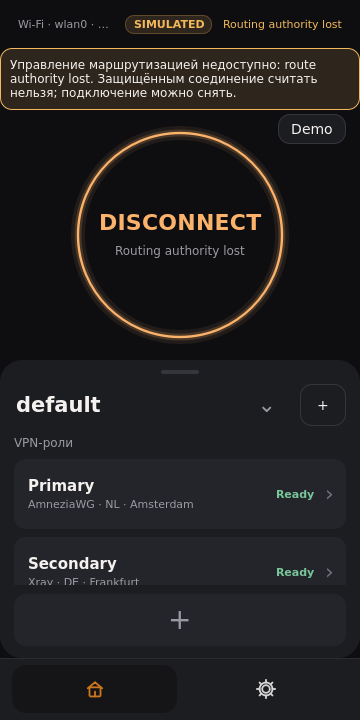 Wi-Fi · wlan0 · ...
SIMULATED
Routing authority lost
Управление маршрутизацией недоступно: route
authority lost. Защищённым соединение считать
нельзя; подключение можно снять.
Demo
DISCONNECT
Routing authority lost
default
+
VPN-роли
Primary
AmneziaWG · NL · Amsterdam
Ready
Secondary
Xray · DE · Frankfurt
Ready
+